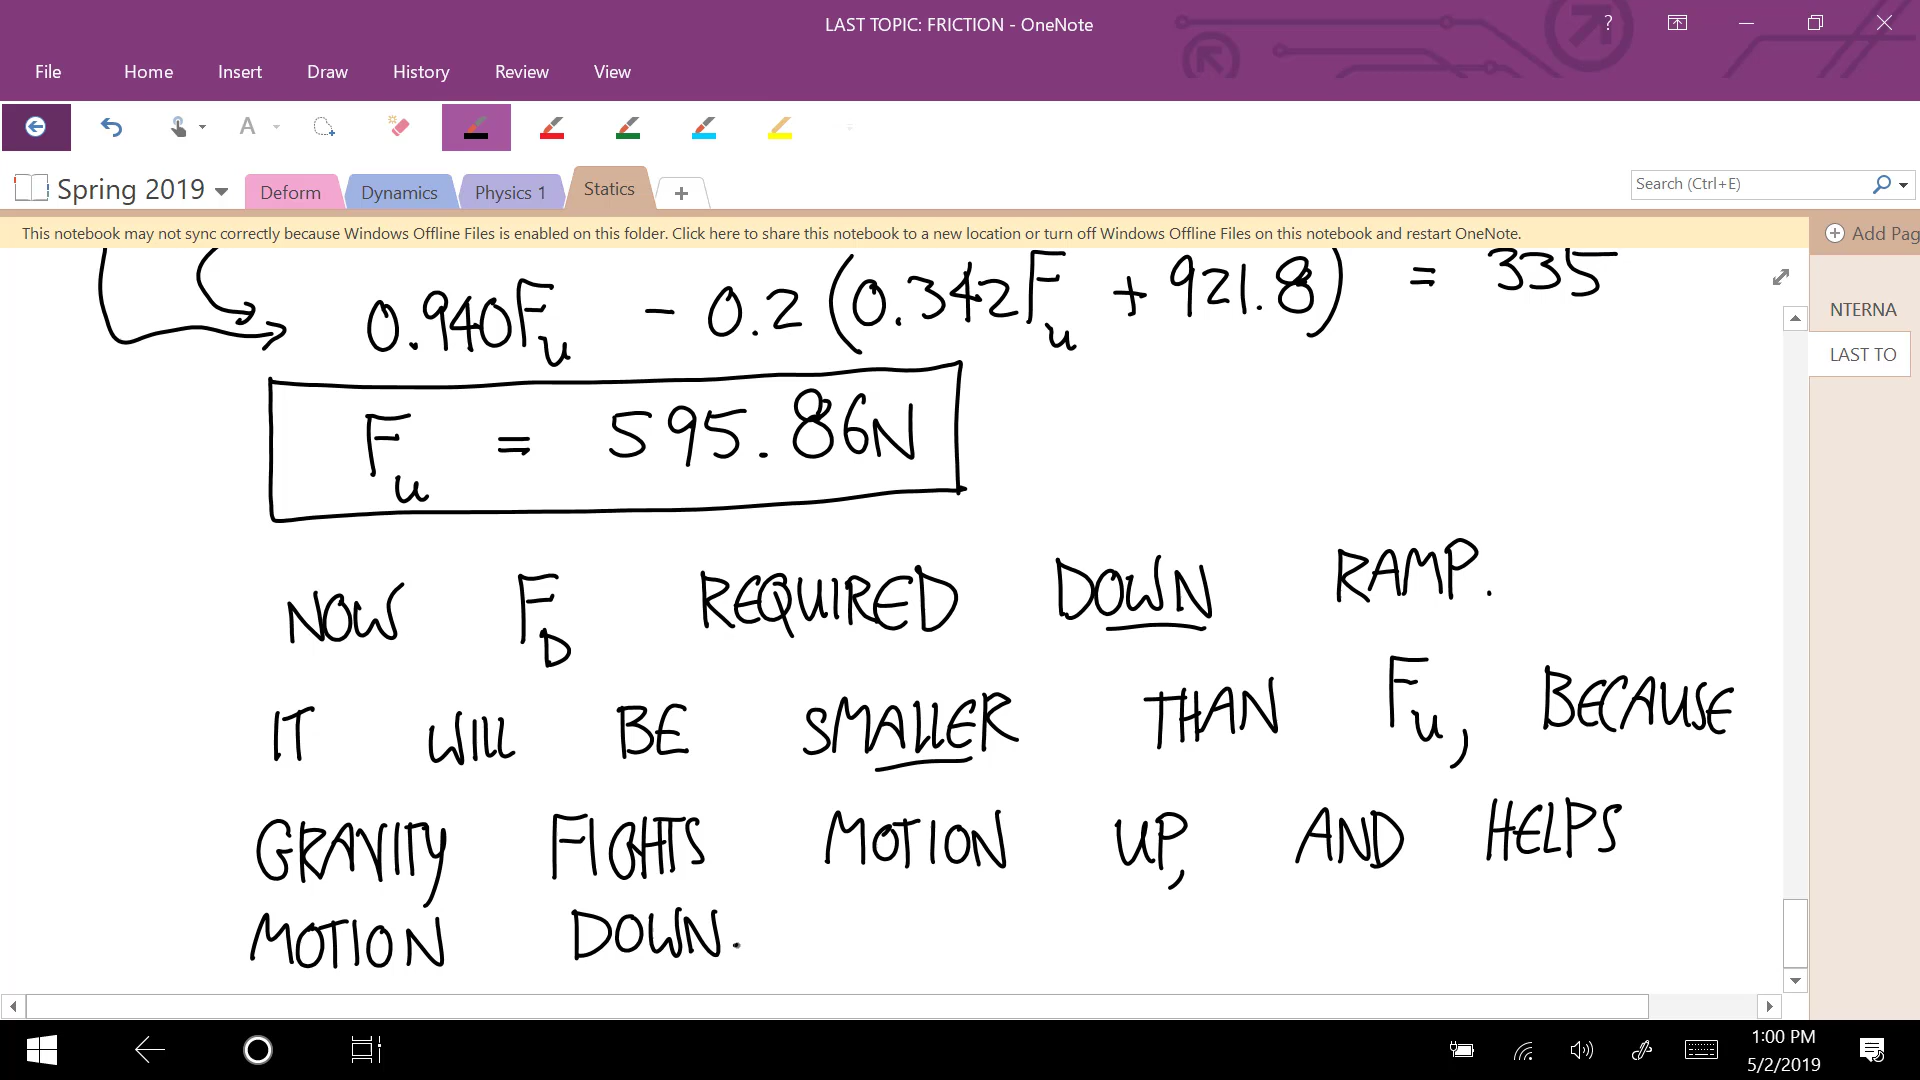 LAST TOPIC: FRICTION - OneNote
?
File Home Insert Draw History Review View
A
Spring 2019 Deform Dynamics Physics 1 Statics +
Search (Ctrl+E)
This notebook may not sync correctly because Windows Offline Files is enabled on this folder. Click here to share this notebook to a new location or turn off Windows Offline Files on this notebook and restart OneNote.
Add Pag
NTERNA
LAST TO
0.940Fu - 0.2 (0.342Fu + 921.8) = 335
Fu = 595.86N
NOW FD REQUIRED DOWN RAMP.
IT WILL BE SMALLER THAN Fu, BECAUSE
GRAVITY FIGHTS MOTION UP, AND HELPS
MOTION DOWN.
1:00 PM
5/2/2019